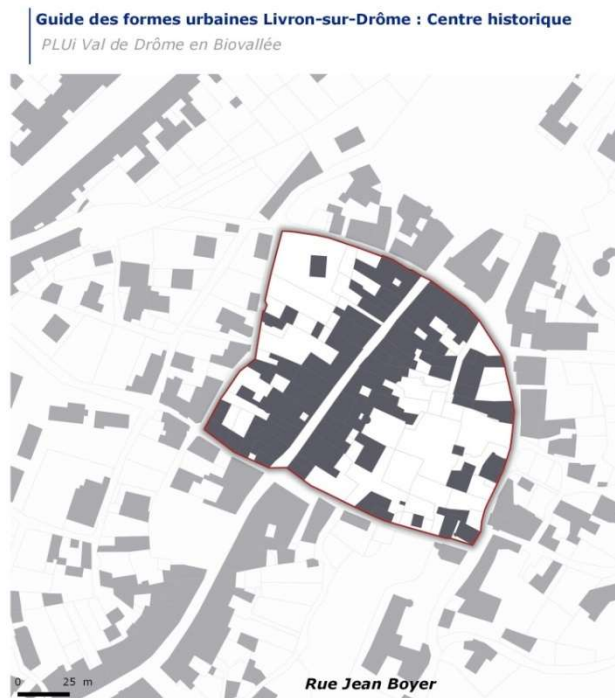 Guide des formes urbaines Livron-sur-Drôme : Centre historique
PLUi Val de Drôme en Biovallée
0 25 m
Rue Jean Boyer